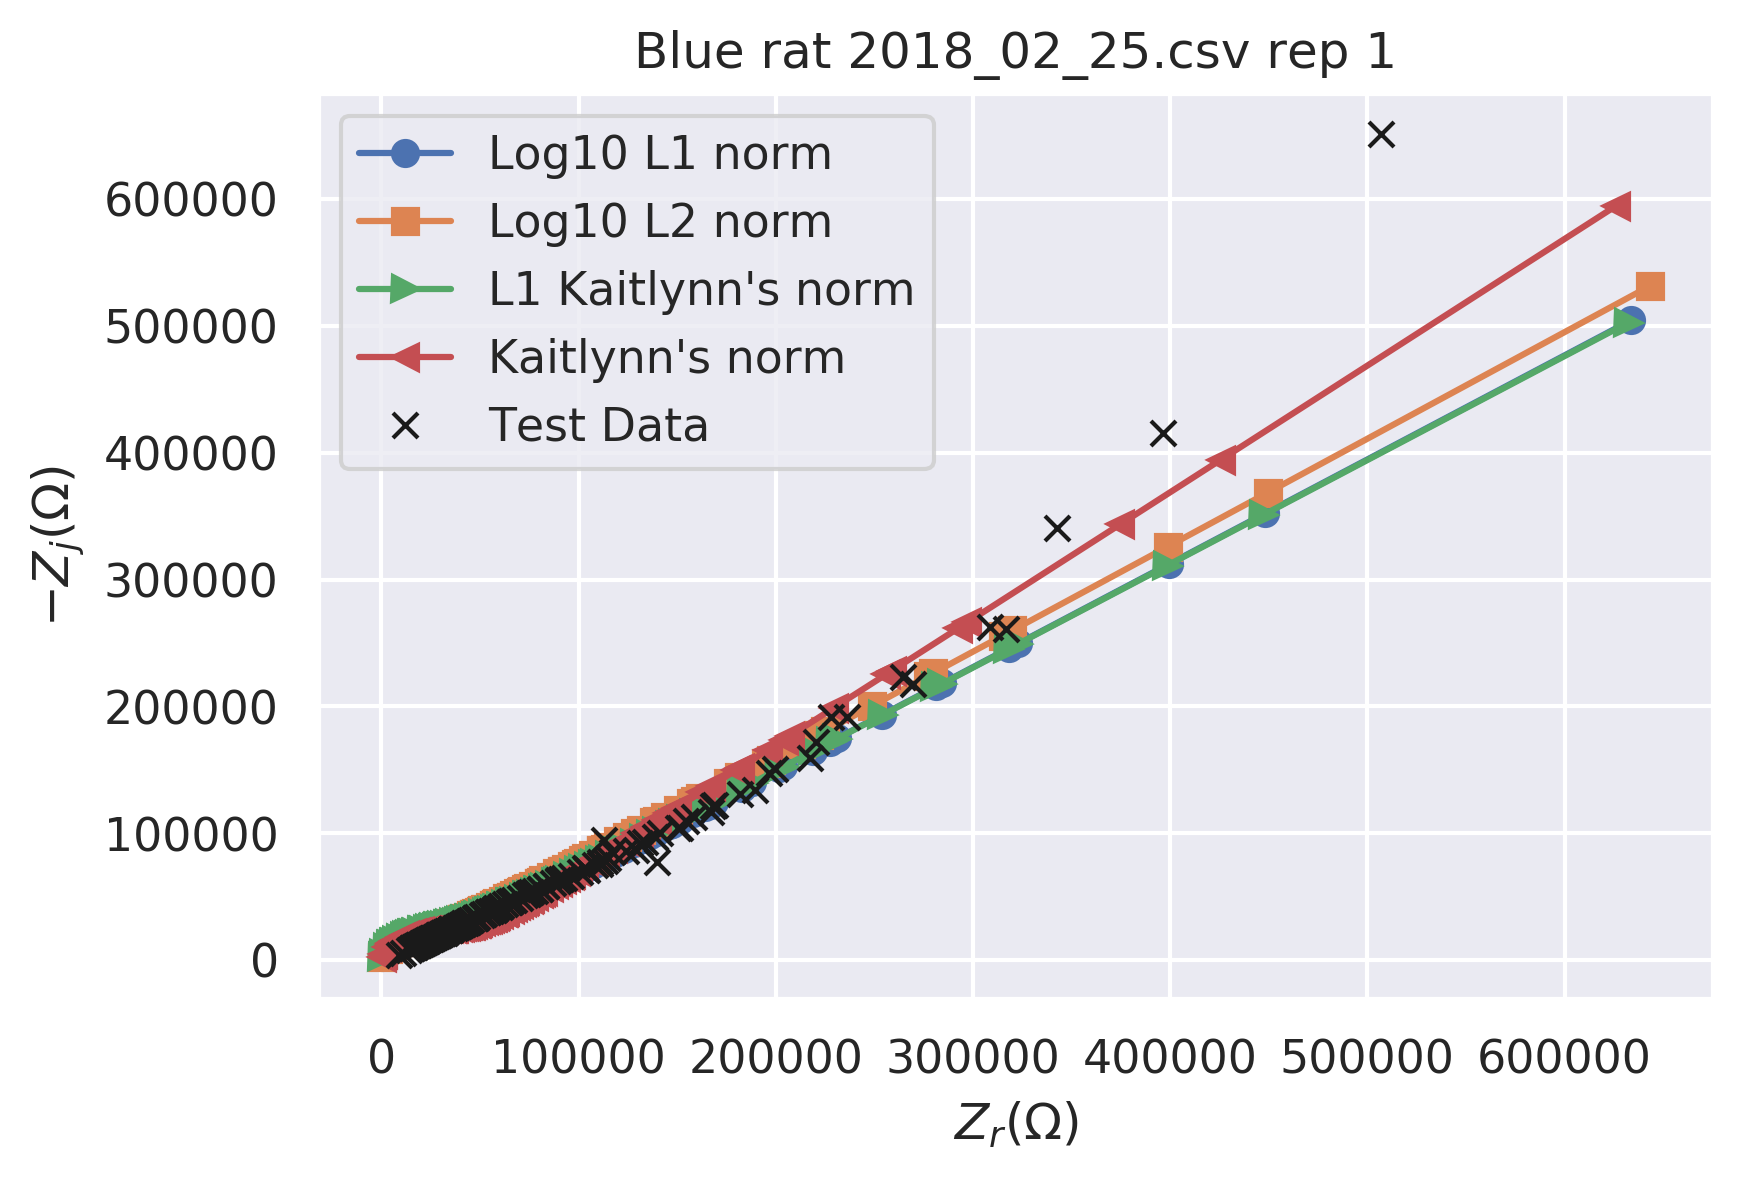 Blue rat 2018_02_25.csv rep 1
Log10 L1 norm
Log10 L2 norm
L1 Kaitlynn's norm
Kaitlynn's norm
Test Data
600000
500000
400000
300000
200000
100000
0
−Z_j(Ω)
0 100000 200000 300000 400000 500000 600000
Z_r(Ω)